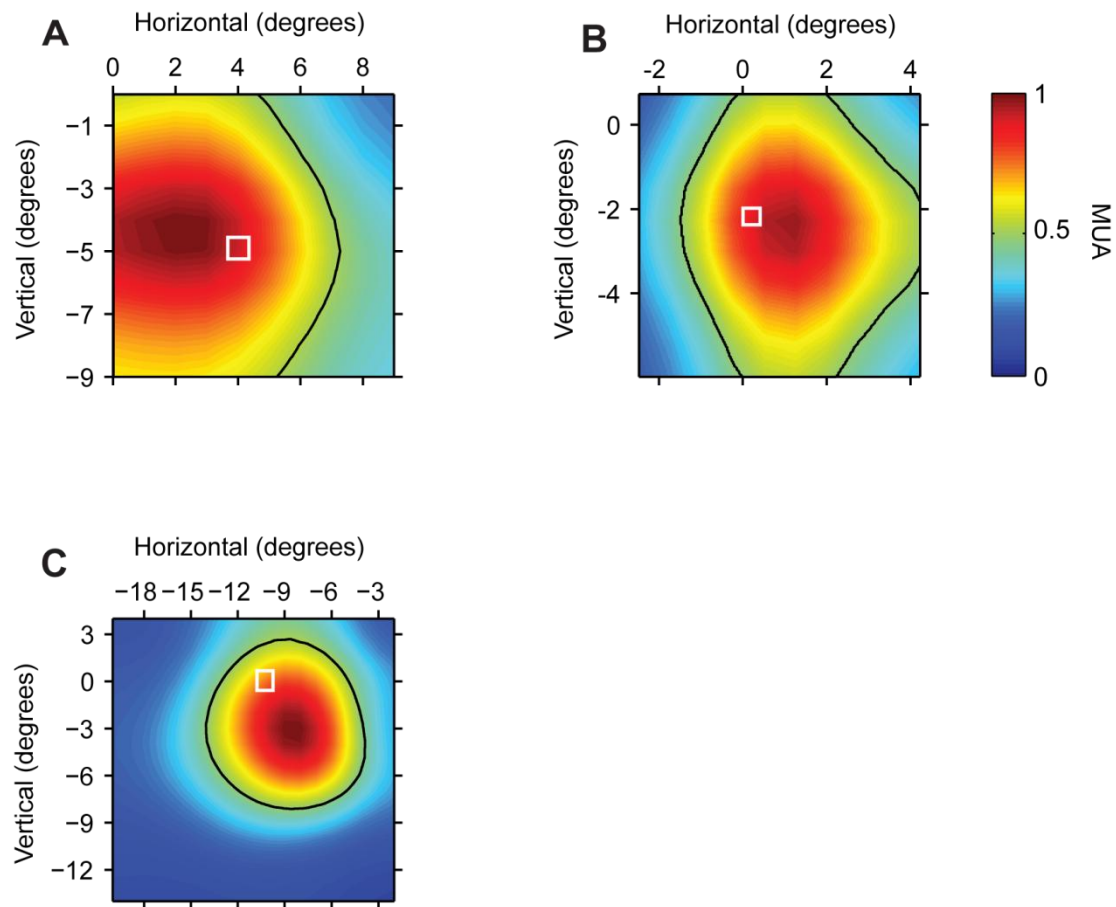 A
Horizontal (degrees)
0 2 4 6 8
Vertical (degrees)
−1
−3
−5
−7
−9
B
Horizontal (degrees)
−2 0 2 4
Vertical (degrees)
0
−2
−4
1
0.5
0
MUA
C
Horizontal (degrees)
−18 −15 −12 −9 −6 −3
Vertical (degrees)
3
0
−3
−6
−9
−12